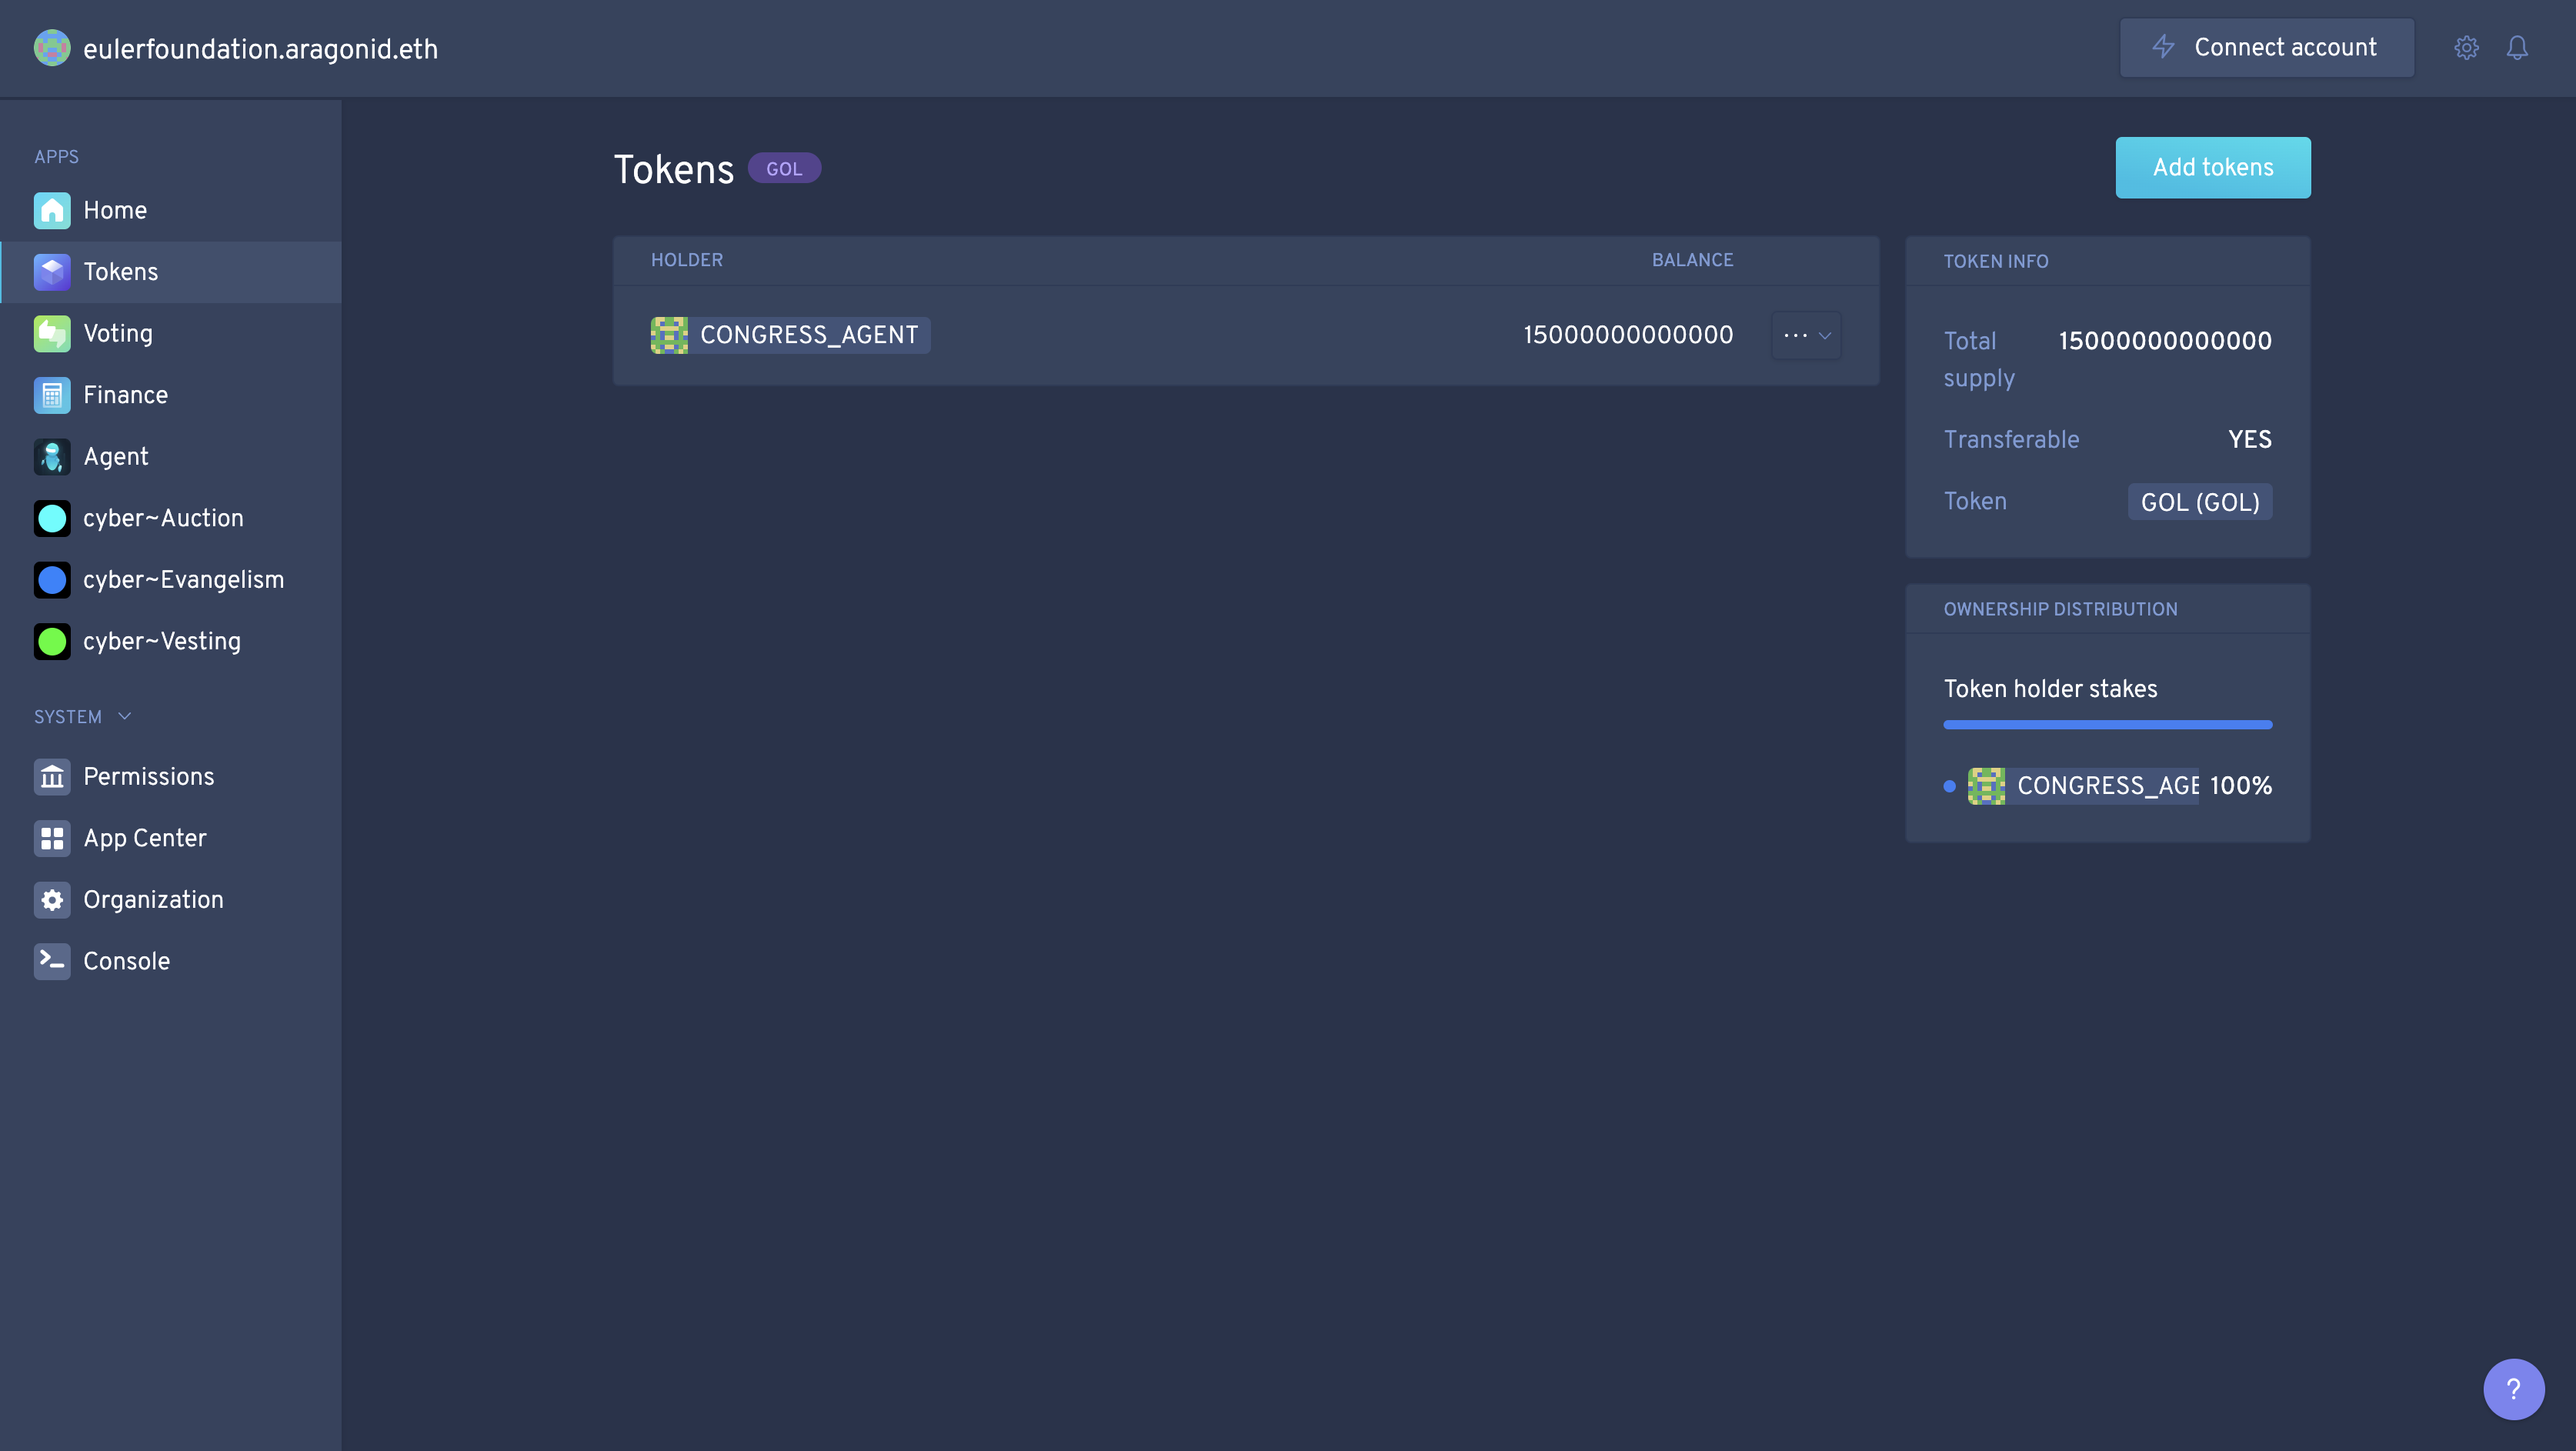 eulerfoundation.aragonid.eth
Connect account
APPS
Home
Tokens
Voting
Finance
Agent
cyber~Auction
cyber~Evangelism
cyber~Vesting
SYSTEM
Permissions
App Center
Organization
Console
Tokens GOL
Add tokens
HOLDER BALANCE
CONGRESS_AGENT 15000000000000
TOKEN INFO
Total supply 15000000000000
Transferable YES
Token GOL (GOL)
OWNERSHIP DISTRIBUTION
Token holder stakes
CONGRESS_AGE 100%
?